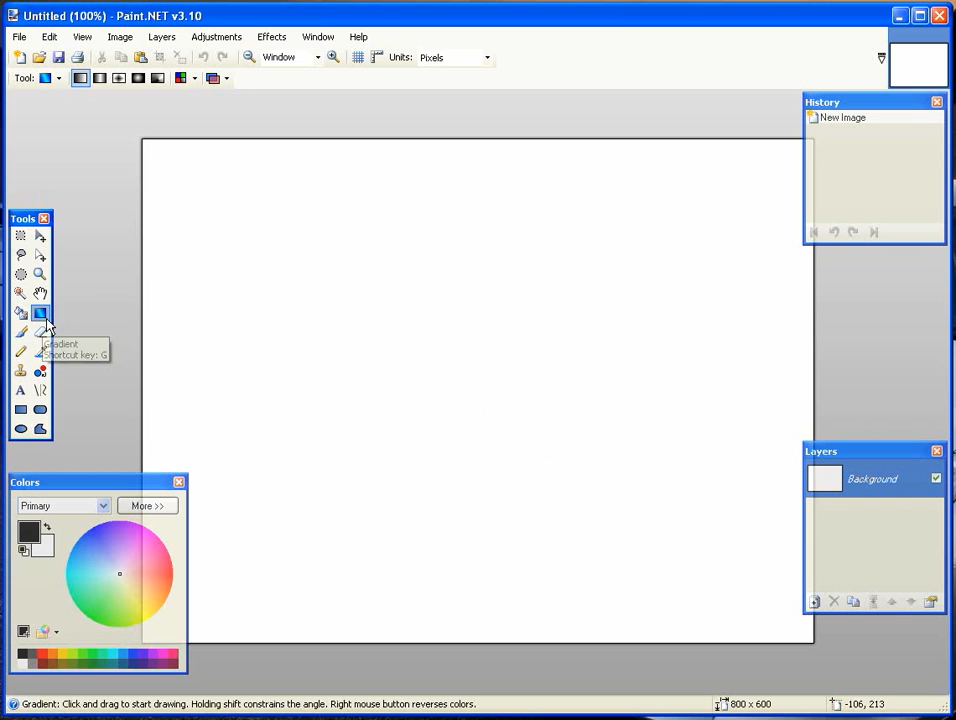 Untitled (100%) - Paint.NET v3.10
File Edit View Image Layers Adjustments Effects Window Help
Window Units: Pixels
Tool:
History
New Image
Tools
Gradient
Shortcut key: G
Layers
Background
Colors
Primary More >>
Gradient: Click and drag to start drawing. Holding shift constrains the angle. Right mouse button reverses colors. 800 x 600 -106, 213